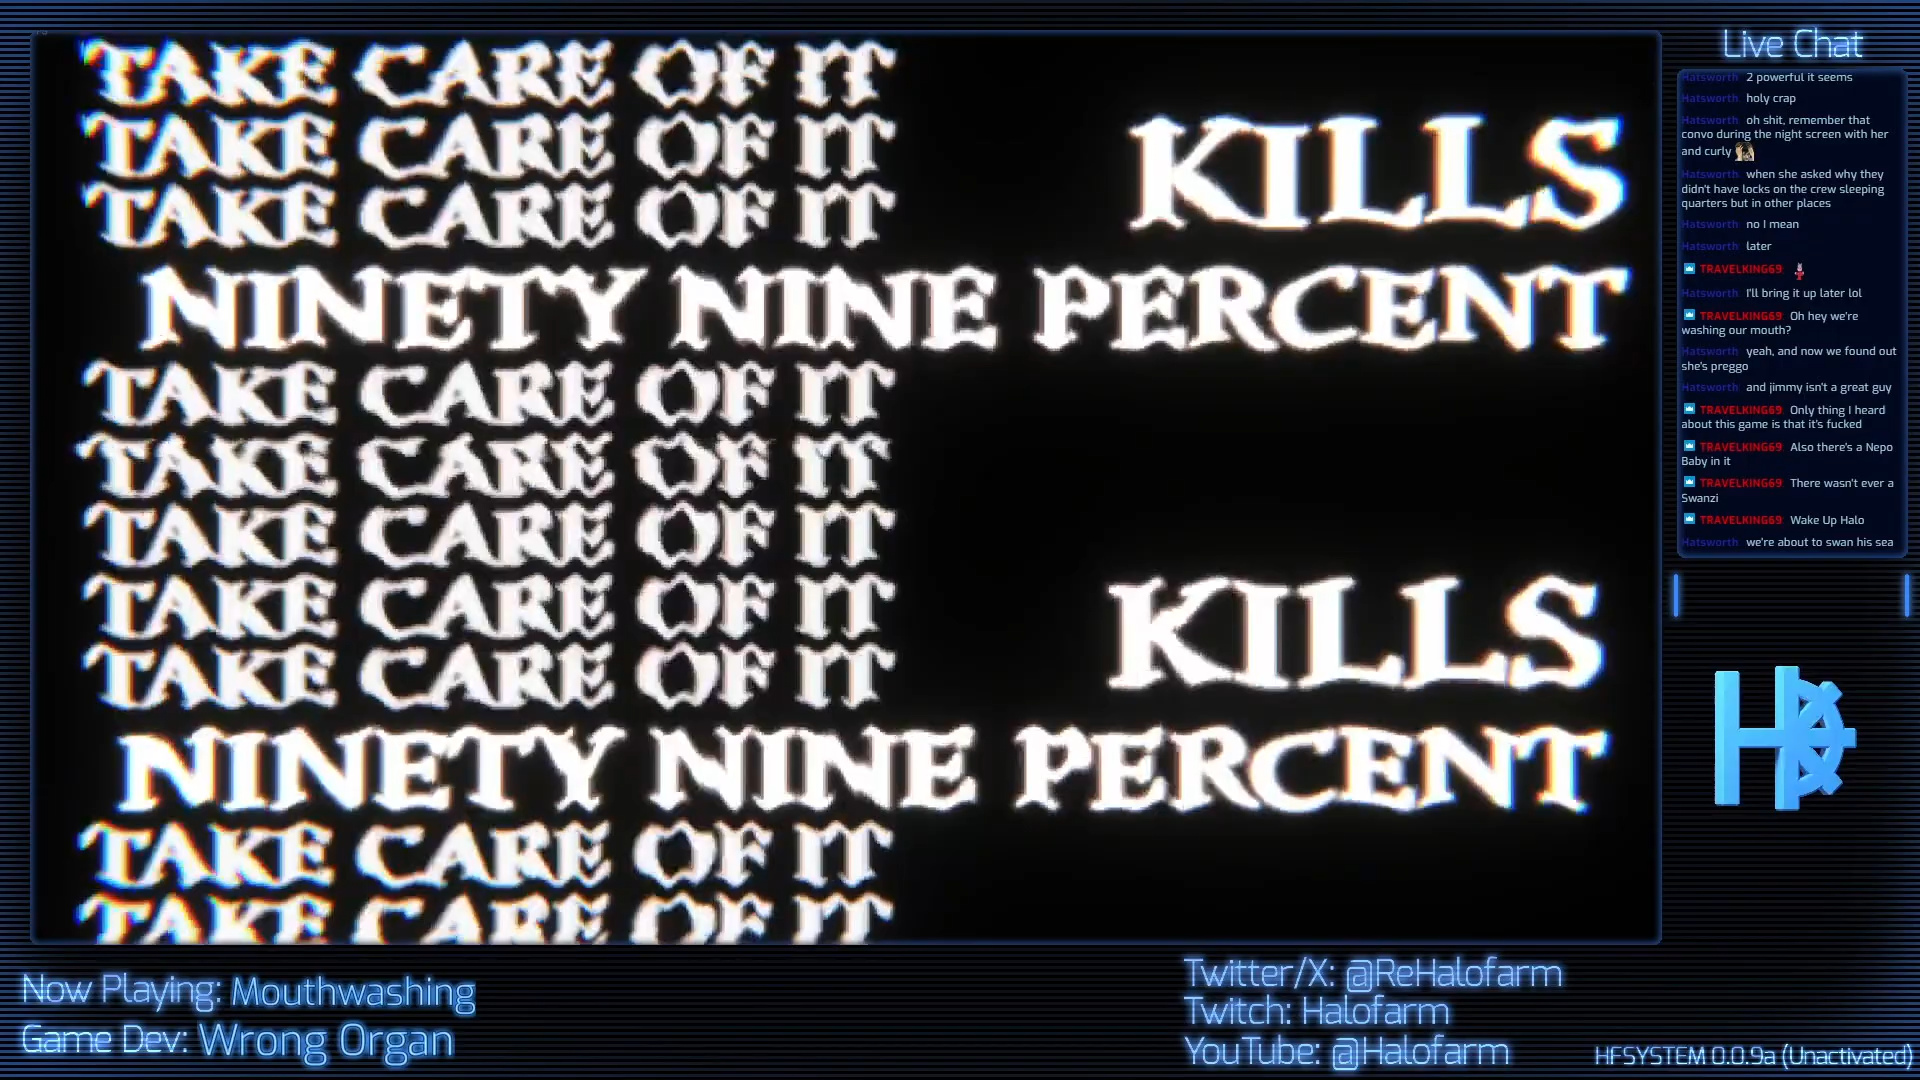 TAKE CARE OF IT
TAKE CARE OF IT
TAKE CARE OF IT
KILLS
NINETY NINE PERCENT
TAKE CARE OF IT
TAKE CARE OF IT
TAKE CARE OF IT
TAKE CARE OF IT
TAKE CARE OF IT
KILLS
NINETY NINE PERCENT
TAKE CARE OF IT
TAKE CARE OF IT
Live Chat
Hatsworth 2 powerful it seems
Hatsworth holy crap
Hatsworth oh shit, remember that
convo during the night screen with her
and curly
Hatsworth when she asked why they
didn't have locks on the crew sleeping
quarters but in other places
Hatsworth no I mean
Hatsworth later
TRAVELKING69
Hatsworth I'll bring it up later lol
TRAVELKING69 Oh hey we're
washing our mouth?
Hatsworth yeah, and now we found out
she's preggo
Hatsworth and jimmy isn't a great guy
TRAVELKING69 Only thing I heard
about this game is that it's fucked
TRAVELKING69 Also there's a Nepo
Baby in it
TRAVELKING69 There wasn't ever a
Swanzi
TRAVELKING69 Wake Up Halo
Hatsworth we're about to swan his sea
Now Playing: Mouthwashing
Game Dev: Wrong Organ
Twitter/X: @ReHalofarm
Twitch: Halofarm
YouTube: @Halofarm
HFSYSTEM 0.0.9a (Unactivated)